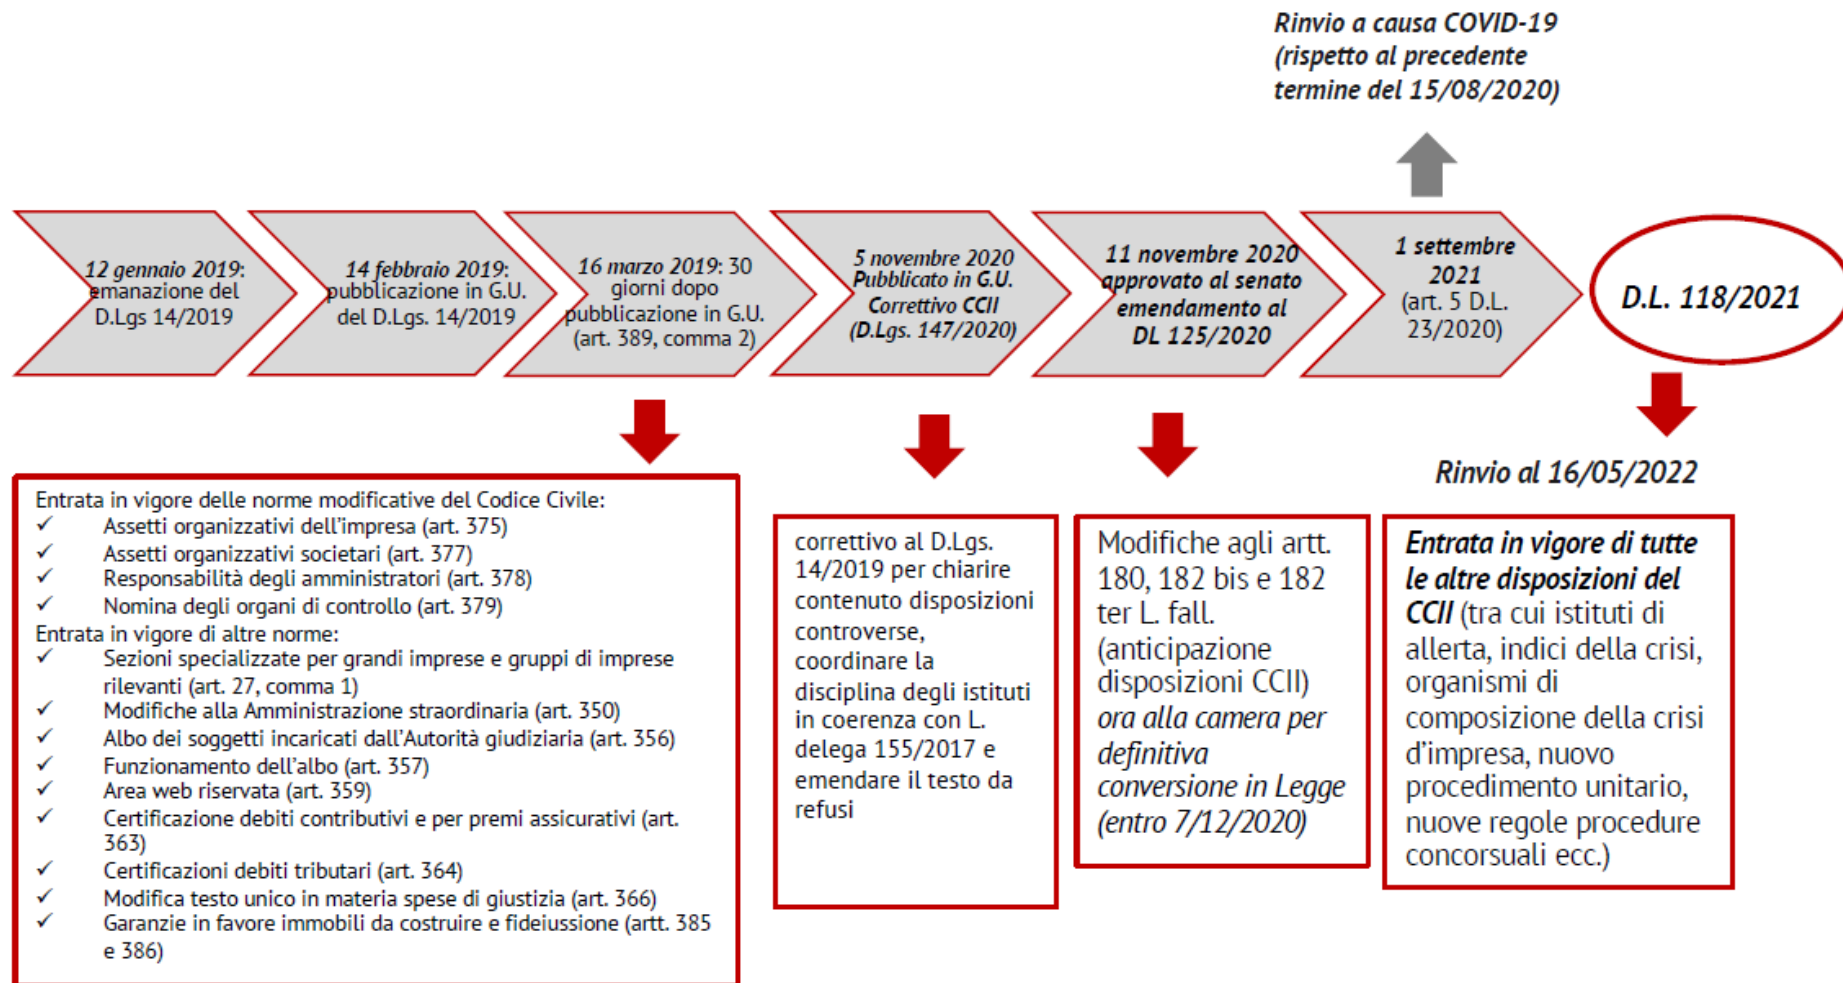 Rinvio a causa COVID-19
(rispetto al precedente
termine del 15/08/2020)
12 gennaio 2019:
emanazione del
D.Lgs 14/2019
14 febbraio 2019:
pubblicazione in G.U.
del D.Lgs. 14/2019
16 marzo 2019: 30
giorni dopo
pubblicazione in G.U.
(art. 389, comma 2)
5 novembre 2020
Pubblicato in G.U.
Correttivo CCII
(D.Lgs. 147/2020)
11 novembre 2020
approvato al senato
emendamento al
DL 125/2020
1 settembre
2021
(art. 5 D.L.
23/2020)
D.L. 118/2021
Entrata in vigore delle norme modificative del Codice Civile:
✓ Assetti organizzativi dell'impresa (art. 375)
✓ Assetti organizzativi societari (art. 377)
✓ Responsabilità degli amministratori (art. 378)
✓ Nomina degli organi di controllo (art. 379)
Entrata in vigore di altre norme:
✓ Sezioni specializzate per grandi imprese e gruppi di imprese
rilevanti (art. 27, comma 1)
✓ Modifiche alla Amministrazione straordinaria (art. 350)
✓ Albo dei soggetti incaricati dall'Autorità giudiziaria (art. 356)
✓ Funzionamento dell'albo (art. 357)
✓ Area web riservata (art. 359)
✓ Certificazione debiti contributivi e per premi assicurativi (art.
363)
✓ Certificazioni debiti tributari (art. 364)
✓ Modifica testo unico in materia spese di giustizia (art. 366)
✓ Garanzie in favore immobili da costruire e fideiussione (artt. 385
e 386)
correttivo al D.Lgs.
14/2019 per chiarire
contenuto disposizioni
controverse,
coordinare la
disciplina degli istituti
in coerenza con L.
delega 155/2017 e
emendare il testo da
refusi
Modifiche agli artt.
180, 182 bis e 182
ter L. fall.
(anticipazione
disposizioni CCII)
ora alla camera per
definitiva
conversione in Legge
(entro 7/12/2020)
Rinvio al 16/05/2022
Entrata in vigore di tutte
le altre disposizioni del
CCII (tra cui istituti di
allerta, indici della crisi,
organismi di
composizione della crisi
d'impresa, nuovo
procedimento unitario,
nuove regole procedure
concorsuali ecc.)